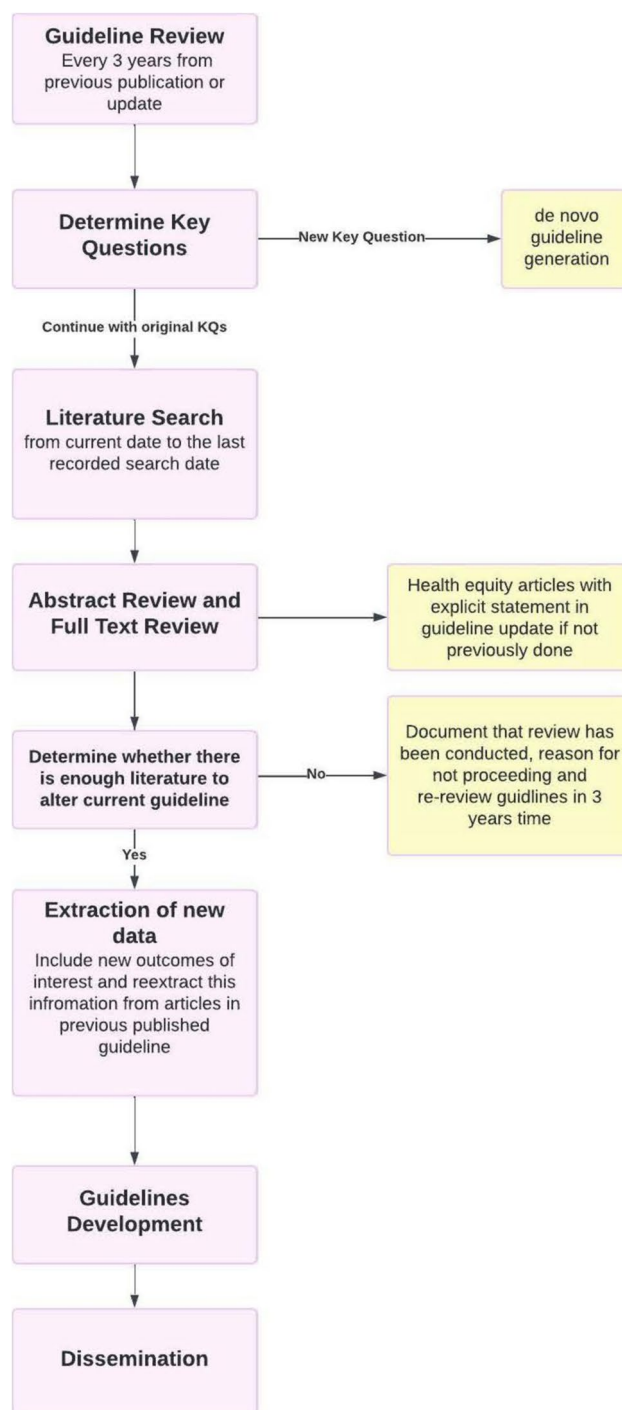 Guideline Review
Every 3 years from
previous publication or
update
Determine Key
Questions
New Key Question
de novo
guideline
generation
Continue with original KQs
Literature Search
from current date to the last
recorded search date
Abstract Review and
Full Text Review
Health equity articles with
explicit statement in
guideline update if not
previously done
Determine whether there
is enough literature to
alter current guideline
No
Document that review has
been conducted, reason for
not proceeding and
re-review guidlines in 3
years time
Yes
Extraction of new
data
Include new outcomes of
interest and reextract this
infromation from articles in
previous published
guideline
Guidelines
Development
Dissemination